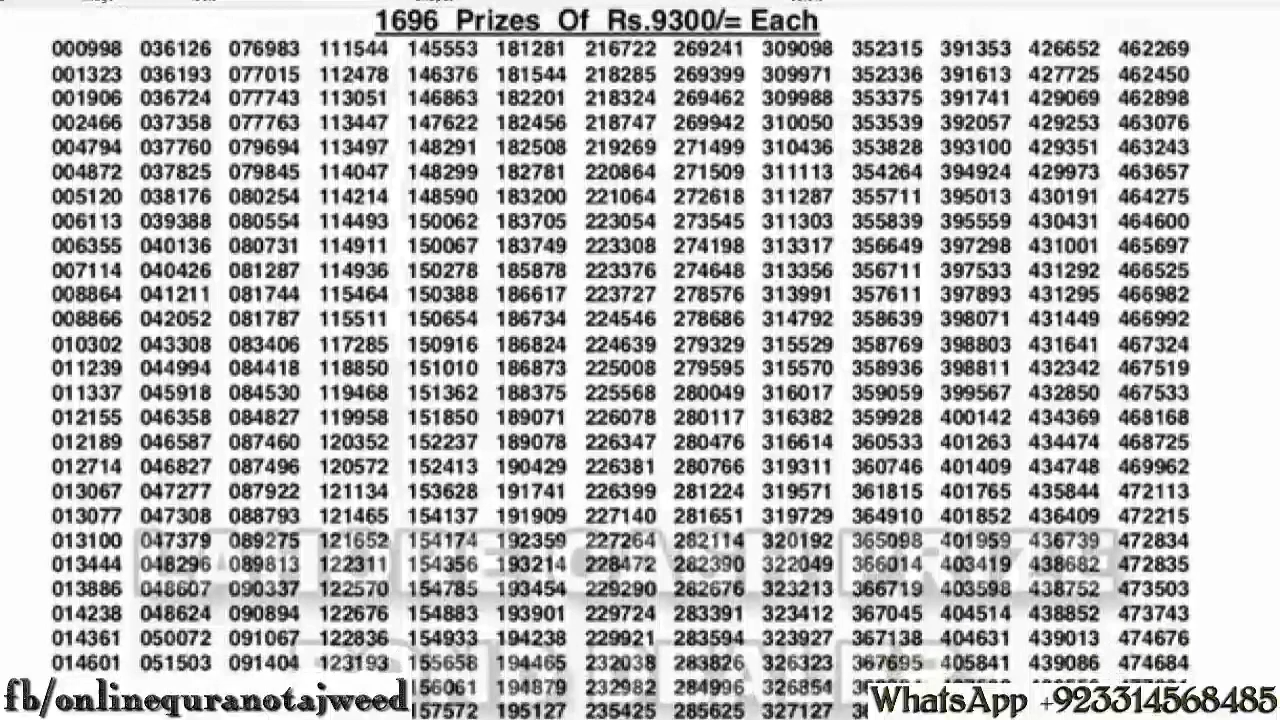 1696 Prizes Of Rs.9300/= Each
000998 036126 076983 111544 145553 181281 216722 269241 309098 352315 391353 426652 462269
001323 036193 077015 112478 146376 181544 218285 269399 309971 352336 391613 427725 462450
001906 036724 077743 113051 146863 182201 218324 269462 309988 353375 391741 429069 462898
002466 037358 077763 113447 147622 182456 218747 269942 310050 353539 392057 429253 463076
004794 037760 079694 113497 148291 182508 219269 271499 310436 353828 393100 429351 463243
004872 037825 079845 114047 148299 182781 220864 271509 311113 354264 394924 429973 463657
005120 038176 080254 114214 148590 183200 221064 272618 311287 355711 395013 430191 464275
006113 039388 080554 114493 150062 183705 223054 273545 311303 355839 395559 430431 464600
006355 040136 080731 114911 150067 183749 223308 274198 313317 356649 397298 431001 465697
007114 040426 081287 114936 150278 185878 223376 274648 313356 356711 397533 431292 466525
008864 041211 081744 115464 150388 186617 223727 278576 313991 357611 397893 431295 466982
008866 042052 081787 115511 150654 186734 224546 278686 314792 358639 398071 431449 466992
010302 043308 083406 117285 150916 186824 224639 279329 315529 358769 398803 431641 467324
011239 044994 084418 118850 151010 186873 225008 279595 315570 358936 398811 432342 467519
011337 045918 084530 119468 151362 188375 225568 280049 316017 359059 399567 432850 467533
012155 046358 084827 119958 151850 189071 226078 280117 316382 359928 400142 434369 468168
012189 046587 087460 120352 152237 189078 226347 280476 316614 360533 401263 434474 468725
012714 046827 087496 120572 152413 190429 226381 280766 319311 360746 401409 434748 469962
013067 047277 087922 121134 153628 191741 226399 281224 319571 361815 401765 435844 472113
013077 047308 088793 121465 154137 191909 227140 281651 319729 364910 401852 436409 472215
013100 047379 089275 121652 154174 192359 227264 282114 320192 365098 401959 436739 472834
013444 048296 089813 122311 154356 193214 228472 282390 322049 366014 403419 438682 472835
013886 048607 090337 122570 154785 193454 229290 282676 323213 366719 403598 438752 473503
014238 048624 090894 122676 154883 193901 229724 283391 323412 367045 404514 438852 473743
014361 050072 091067 122836 154933 194238 229921 283594 323927 367138 404631 439013 474676
014601 051503 091404 123193 155658 194465 232038 283826 326323 367695 405841 439086 474684
156061 194879 232982 284996 326854
157572 195127 235425 285625 327127
fb/onlinequranotajweed
WhatsApp +923314568485